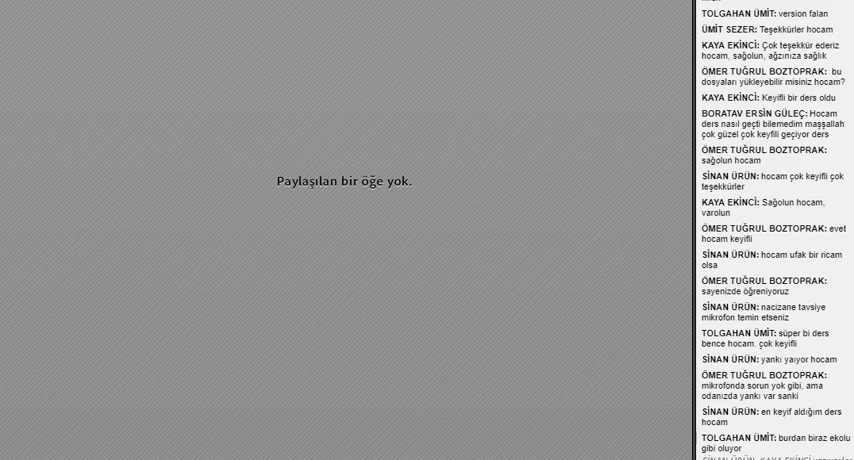 TOLGAHAN ÜMİT: version falan
ÜMİT SEZER: Teşekkürler hocam
KAYA EKİNCİ: Çok teşekkür ederiz
hocam, sağolun, ağzınıza sağlık
ÖMER TUĞRUL BOZTOPRAK: bu
dosyaları yükleyebilir misiniz hocam?
KAYA EKİNCİ: Keyifli bir ders oldu
BORATAV ERSİN GÜLEÇ: Hocam
ders nasıl geçti bilemedim maşşallah
çok güzel çok keyfili geçiyor ders
ÖMER TUĞRUL BOZTOPRAK:
sağolun hocam
SİNAN ÜRÜN: hocam çok keyifli çok
teşekkürler
KAYA EKİNCİ: Sağolun hocam,
varolun
ÖMER TUĞRUL BOZTOPRAK: evet
hocam keyifli
SİNAN ÜRÜN: hocam ufak bir ricam
olsa
ÖMER TUĞRUL BOZTOPRAK:
sayenizde öğreniyoruz
SİNAN ÜRÜN: nacizane tavsiye
mikrofon temin etseniz
TOLGAHAN ÜMİT: süper bi ders
bence hocam. çok keyifli
SİNAN ÜRÜN: yankı yaıyor hocam
ÖMER TUĞRUL BOZTOPRAK:
mikrofonda sorun yok gibi, ama
odanızda yankı var sanki
SİNAN ÜRÜN: en keyif aldığım ders
hocam
TOLGAHAN ÜMİT: burdan biraz ekolu
gibi oluyor
Paylaşılan bir öğe yok.